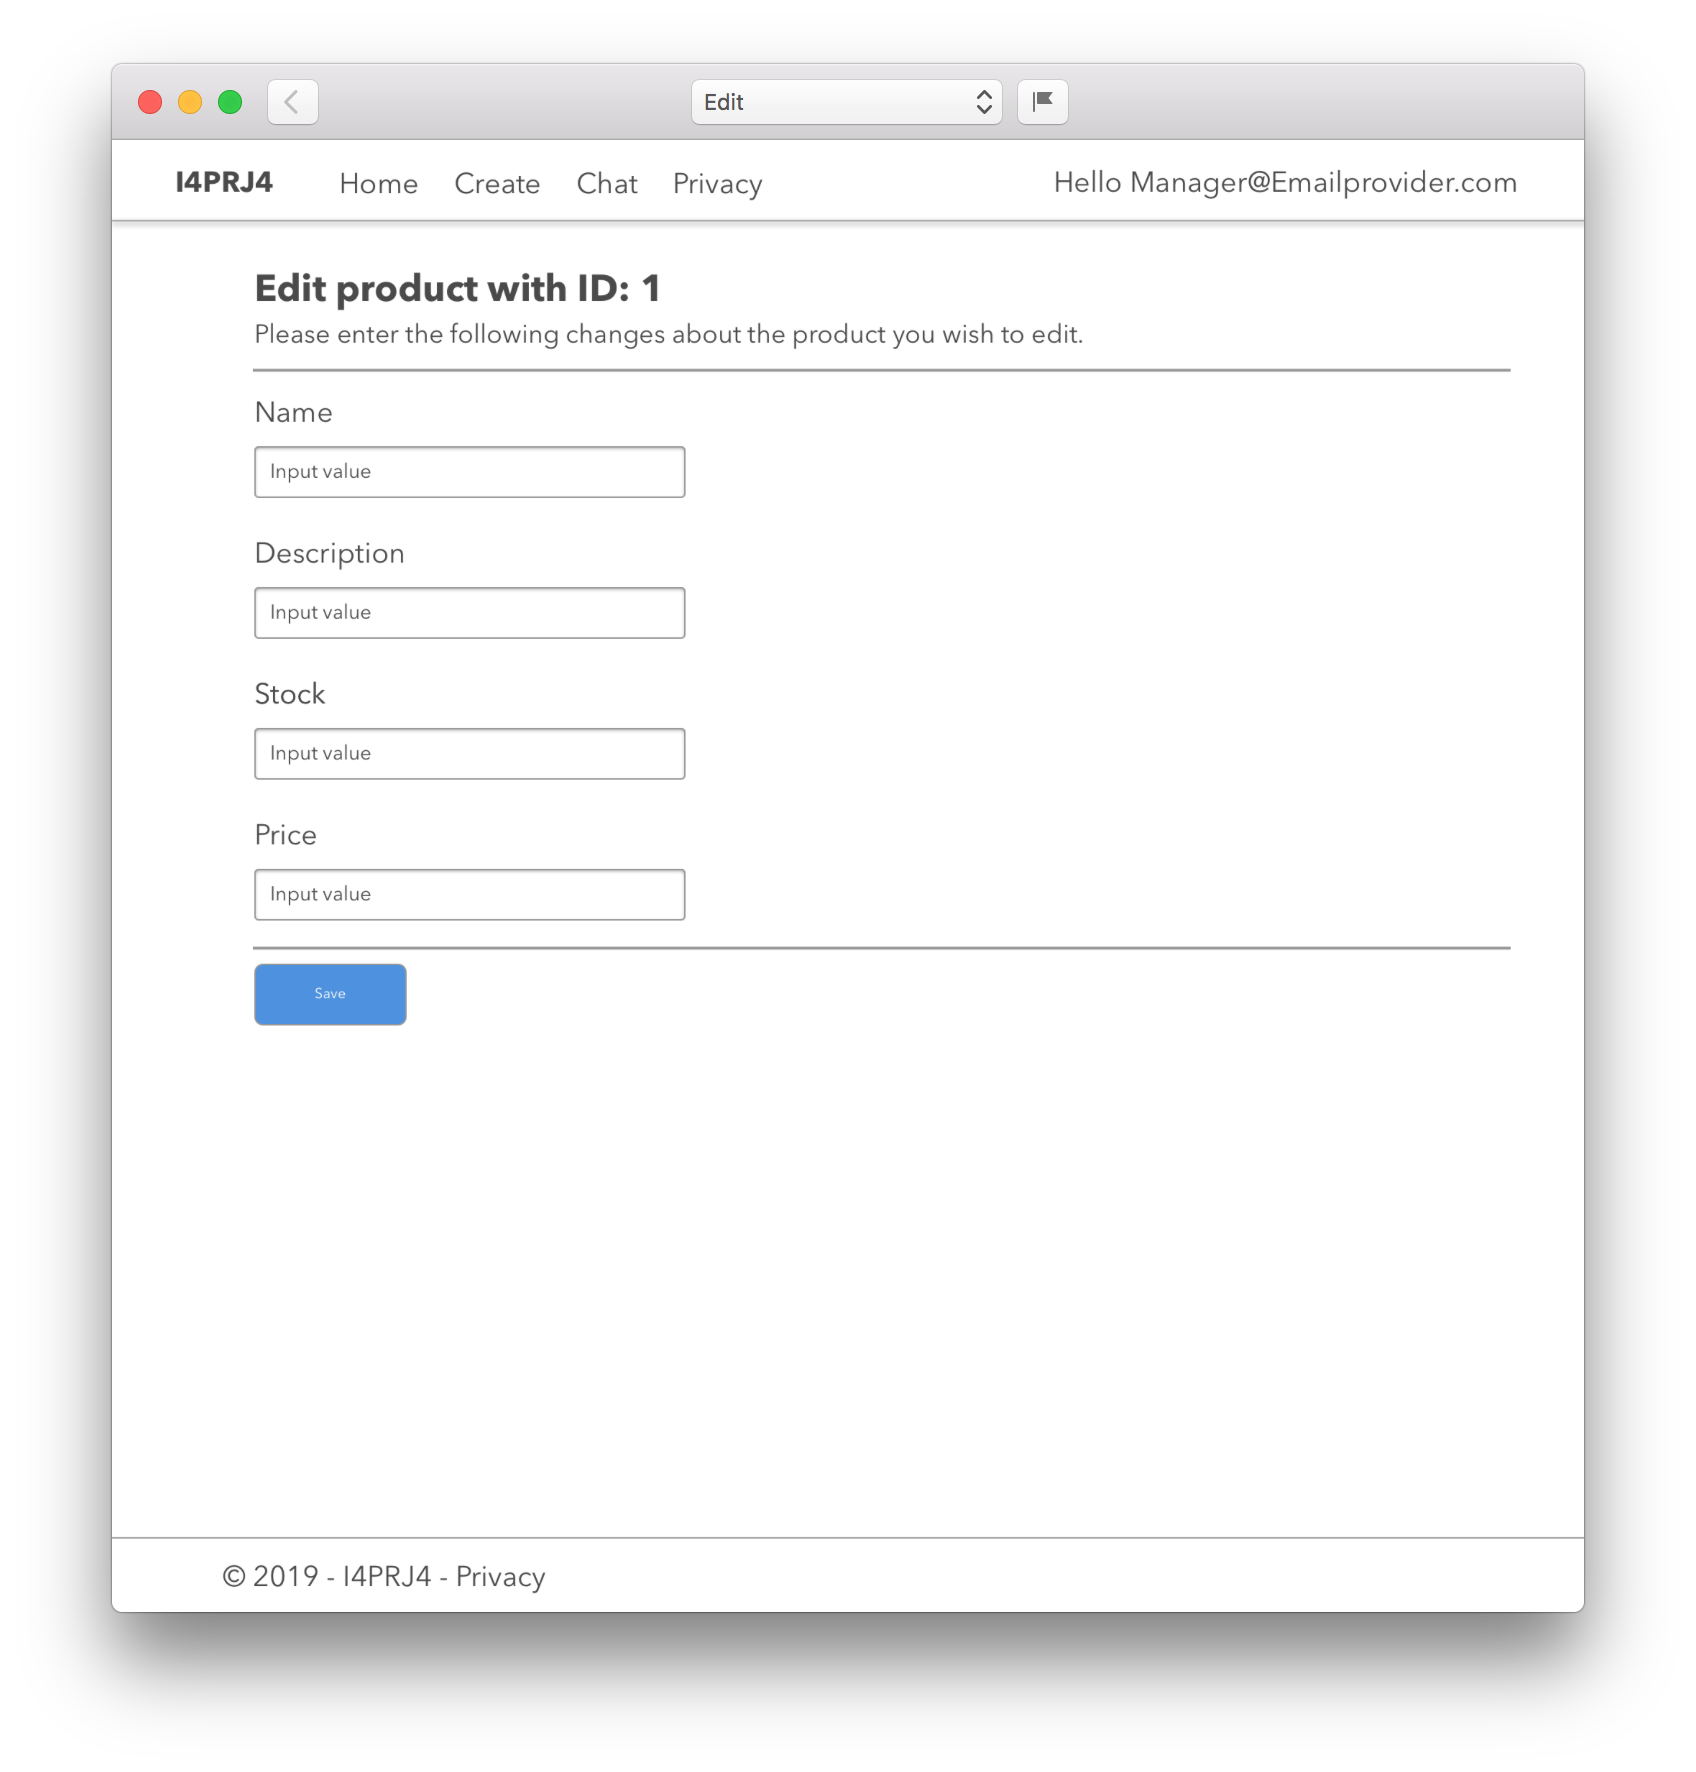 Edit
I4PRJ4 Home Create Chat Privacy Hello Manager@Emailprovider.com
Edit product with ID: 1
Please enter the following changes about the product you wish to edit.
Name
Input value
Description
Input value
Stock
Input value
Price
Input value
Save
© 2019 - I4PRJ4 - Privacy